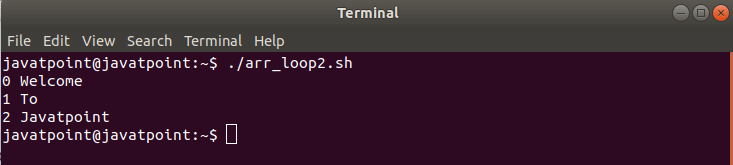 Terminal
File Edit View Search Terminal Help
javatpoint@javatpoint:~$ ./arr_loop2.sh
0 Welcome
1 To
2 Javatpoint
javatpoint@javatpoint:~$